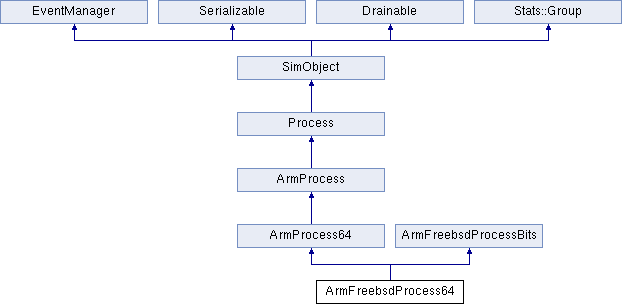 EventManager
Serializable
Drainable
Stats::Group
SimObject
Process
ArmProcess
ArmProcess64
ArmFreebsdProcessBits
ArmFreebsdProcess64